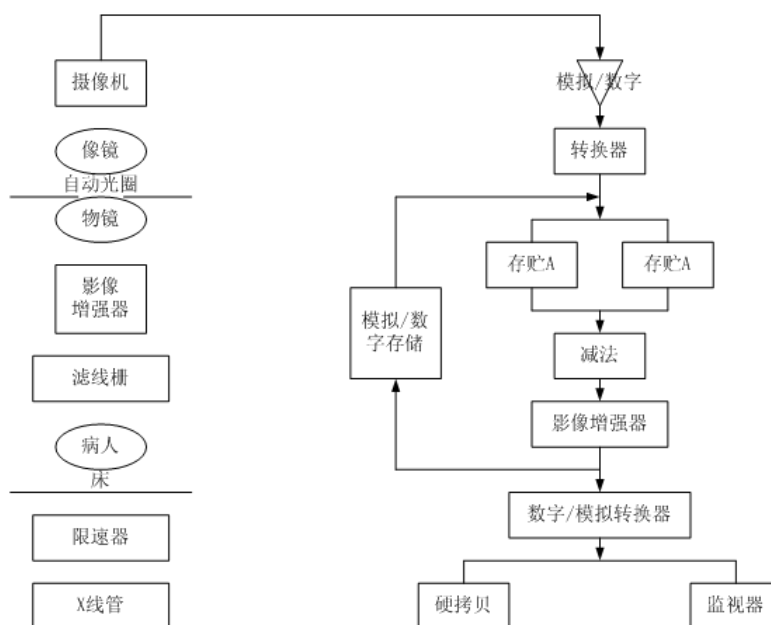 摄像机
像镜
自动光圈
物镜
影像
增强器
滤线栅
病人
床
限速器
X线管
模拟/数字
转换器
存贮A
存贮A
模拟/数
字存储
减法
影像增强器
数字/模拟转换器
硬拷贝
监视器